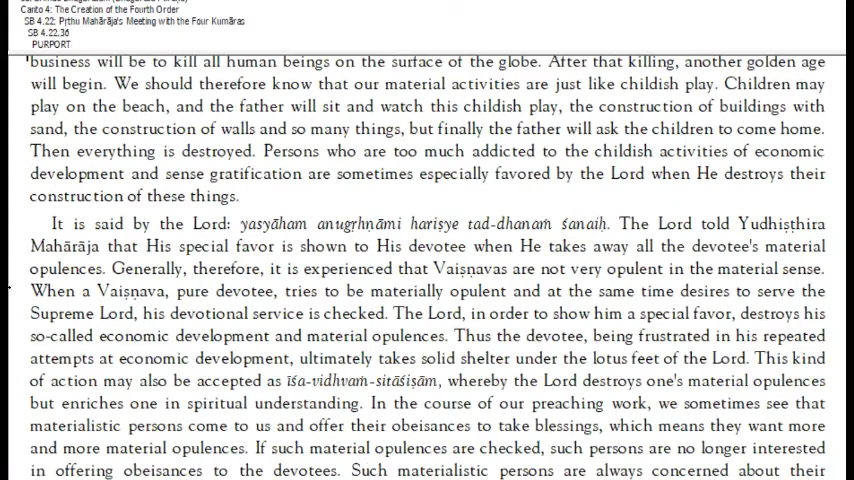 Canto 4: The Creation of the Fourth Order
SB 4.22: Pṛthu Mahārāja's Meeting with the Four Kumāras
SB 4.22.36
PURPORT
business will be to kill all human beings on the surface of the globe. After that killing, another golden age
will begin. We should therefore know that our material activities are just like childish play. Children may
play on the beach, and the father will sit and watch this childish play, the construction of buildings with
sand, the construction of walls and so many things, but finally the father will ask the children to come home.
Then everything is destroyed. Persons who are too much addicted to the childish activities of economic
development and sense gratification are sometimes especially favored by the Lord when He destroys their
construction of these things.
It is said by the Lord: yasyāham anugṛhṇāmi hariṣye tad-dhanaṁ śanaiḥ. The Lord told Yudhiṣṭhira
Mahārāja that His special favor is shown to His devotee when He takes away all the devotee's material
opulences. Generally, therefore, it is experienced that Vaiṣṇavas are not very opulent in the material sense.
When a Vaiṣṇava, pure devotee, tries to be materially opulent and at the same time desires to serve the
Supreme Lord, his devotional service is checked. The Lord, in order to show him a special favor, destroys his
so-called economic development and material opulences. Thus the devotee, being frustrated in his repeated
attempts at economic development, ultimately takes solid shelter under the lotus feet of the Lord. This kind
of action may also be accepted as īśa-vidhvaṁ-sitāśiṣām, whereby the Lord destroys one's material opulences
but enriches one in spiritual understanding. In the course of our preaching work, we sometimes see that
materialistic persons come to us and offer their obeisances to take blessings, which means they want more
and more material opulences. If such material opulences are checked, such persons are no longer interested
in offering obeisances to the devotees. Such materialistic persons are always concerned about their